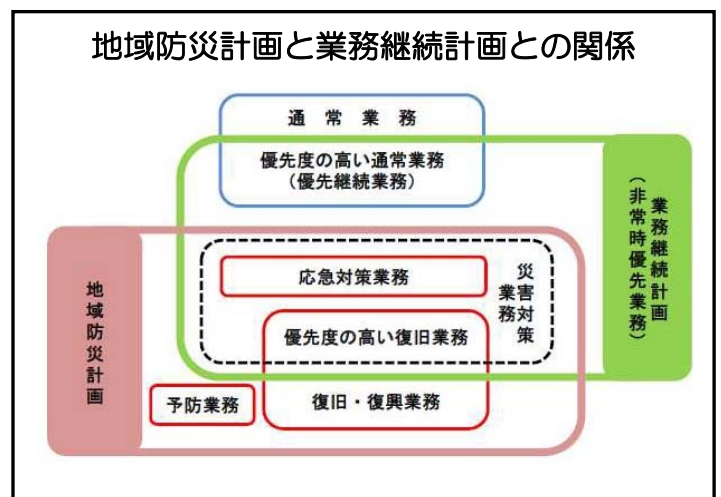 地域防災計画と業務継続計画との関係
通常業務
優先度の高い通常業務
(優先継続業務)
業務継続計画
(非常時優先業務)
地域防災計画
応急対策業務
災害対策
業務
優先度の高い復旧業務
予防業務
復旧・復興業務